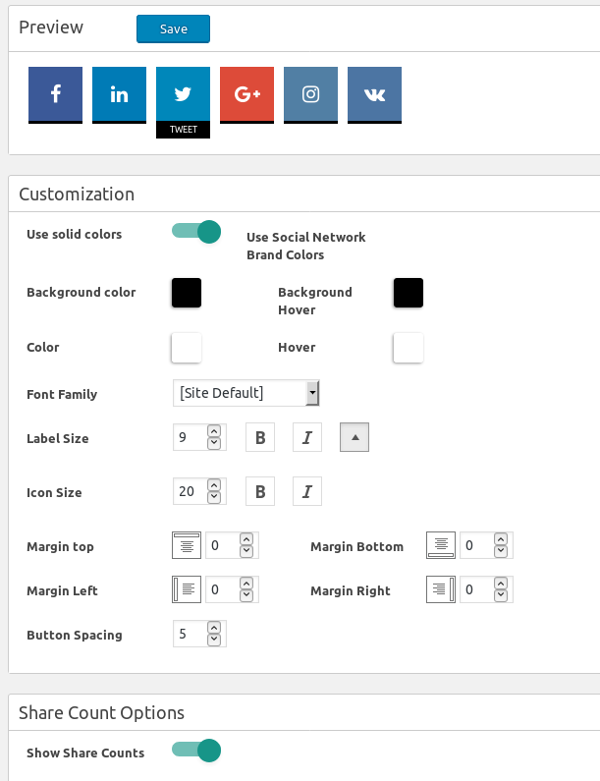 Preview
Save
f
in
G+
TWEET
Customization
Use solid colors
Use Social Network
Brand Colors
Background color
Background
Hover
Color
Hover
Font Family
[Site Default]
Label Size
9
B
I
Icon Size
20
B
I
Margin top
0
Margin Bottom
0
Margin Left
0
Margin Right
0
Button Spacing
5
Share Count Options
Show Share Counts